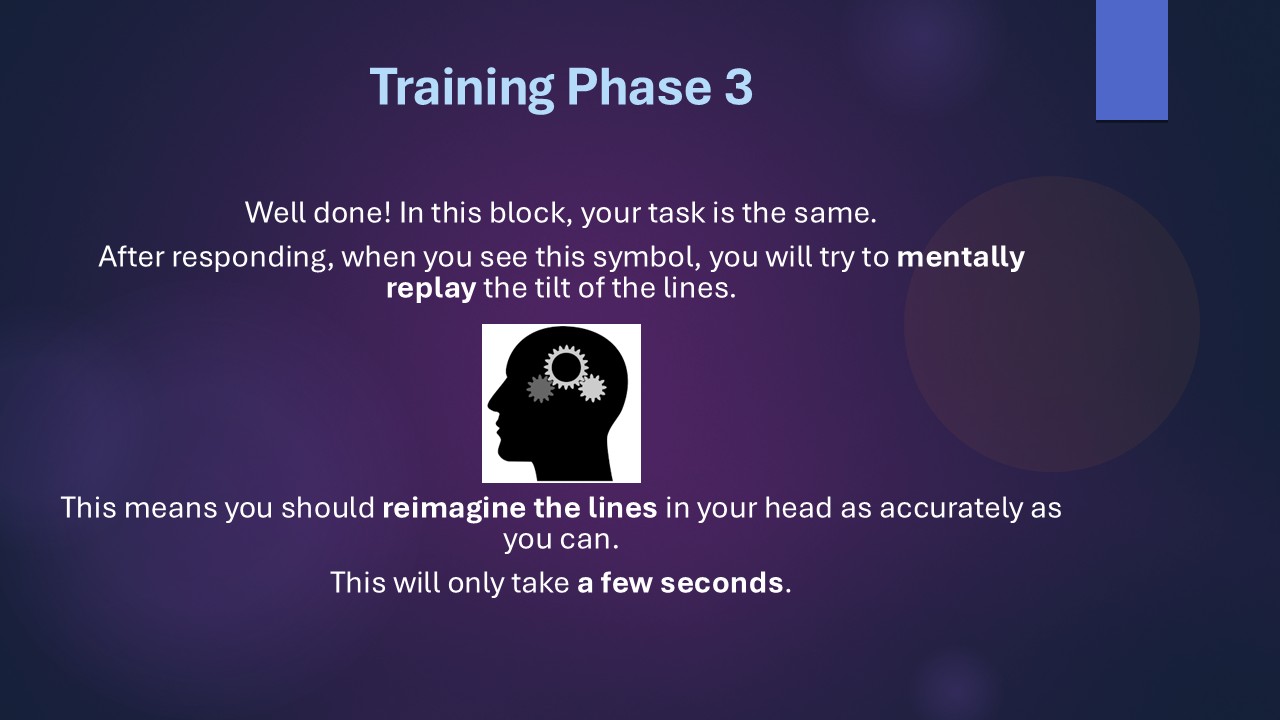 Training Phase 3
Well done! In this block, your task is the same.
After responding, when you see this symbol, you will try to mentally
replay the tilt of the lines.
This means you should reimagine the lines in your head as accurately as
you can.
This will only take a few seconds.